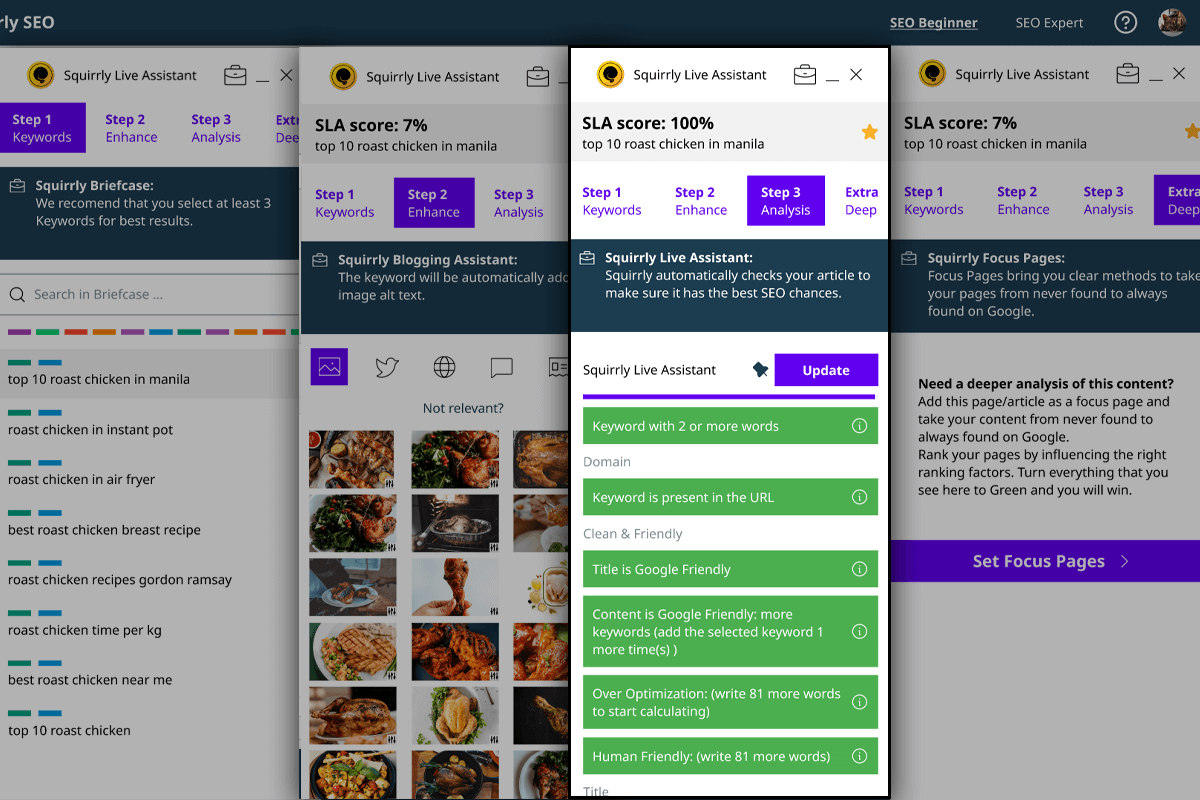 rly SEO
SEO Beginner
SEO Expert
?
Squirrly Live Assistant
Step 1
Keywords
Step 2
Enhance
Step 3
Analysis
Extr
Dee
Squirrly Briefcase:
We recomend that you select at least 3
Keywords for best results.
Search in Briefcase ...
top 10 roast chicken in manila
roast chicken in instant pot
roast chicken in air fryer
best roast chicken breast recipe
roast chicken recipes gordon ramsay
roast chicken time per kg
best roast chicken near me
top 10 roast chicken
Squirrly Live Assistant
SLA score: 7%
top 10 roast chicken in manila
Step 1
Keywords
Step 2
Enhance
Step 3
Analysis
Squirrly Blogging Assistant:
The keyword will be automatically add
image alt text.
Not relevant?
Squirrly Live Assistant
SLA score: 100%
top 10 roast chicken in manila
Step 1
Keywords
Step 2
Enhance
Step 3
Analysis
Extra
Deep
Squirrly Live Assistant:
Squirrly automatically checks your article to
make sure it has the best SEO chances.
Squirrly Live Assistant
Update
Keyword with 2 or more words
Domain
Keyword is present in the URL
Clean & Friendly
Title is Google Friendly
Content is Google Friendly: more
keywords (add the selected keyword 1
more time(s) )
Over Optimization: (write 81 more words
to start calculating)
Human Friendly: (write 81 more words)
Title
Squirrly Live Assistant
SLA score: 7%
top 10 roast chicken in manila
Step 1
Keywords
Step 2
Enhance
Step 3
Analysis
Extra
Deep
Squirrly Focus Pages:
Focus Pages bring you clear methods to take
your pages from never found to always
found on Google.
Need a deeper analysis of this content?
Add this page/article as a focus page and
take your content from never found to
always found on Google.
Rank your pages by influencing the right
ranking factors. Turn everything that you
see here to Green and you will win.
Set Focus Pages